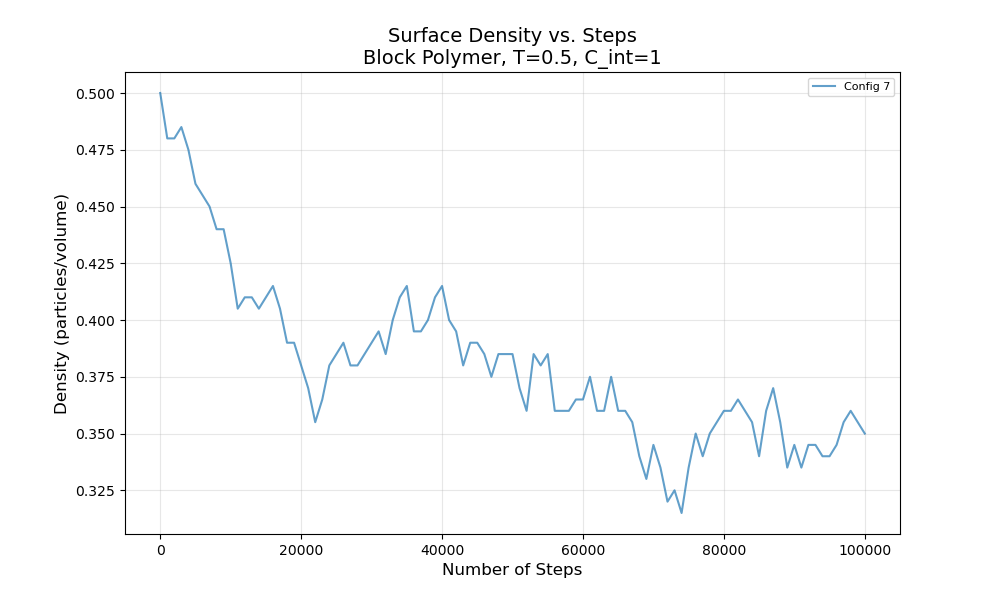 Surface Density vs. Steps
Block Polymer, T=0.5, C_int=1
Config 7
Density (particles/volume)
0.500
0.475
0.450
0.425
0.400
0.375
0.350
0.325
0
20000
40000
60000
80000
100000
Number of Steps